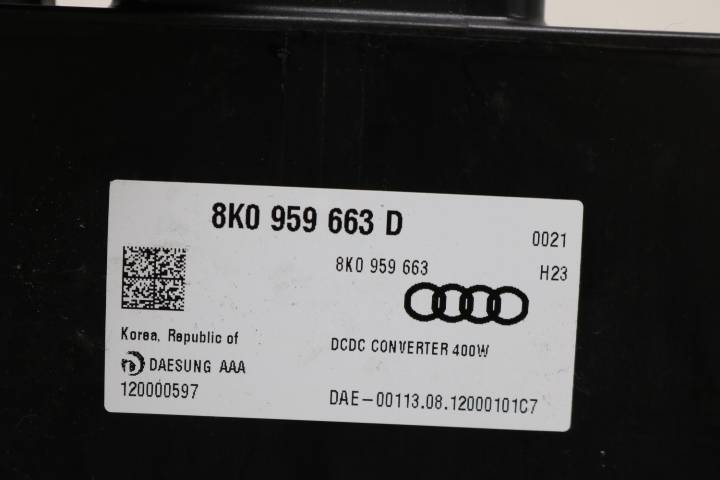 8K0 959 663 D
0021
8K0 959 663
H23
Korea, Republic of
DCDC CONVERTER 400W
DAESUNG AAA
120000597
DAE-00113.08.12000101C7